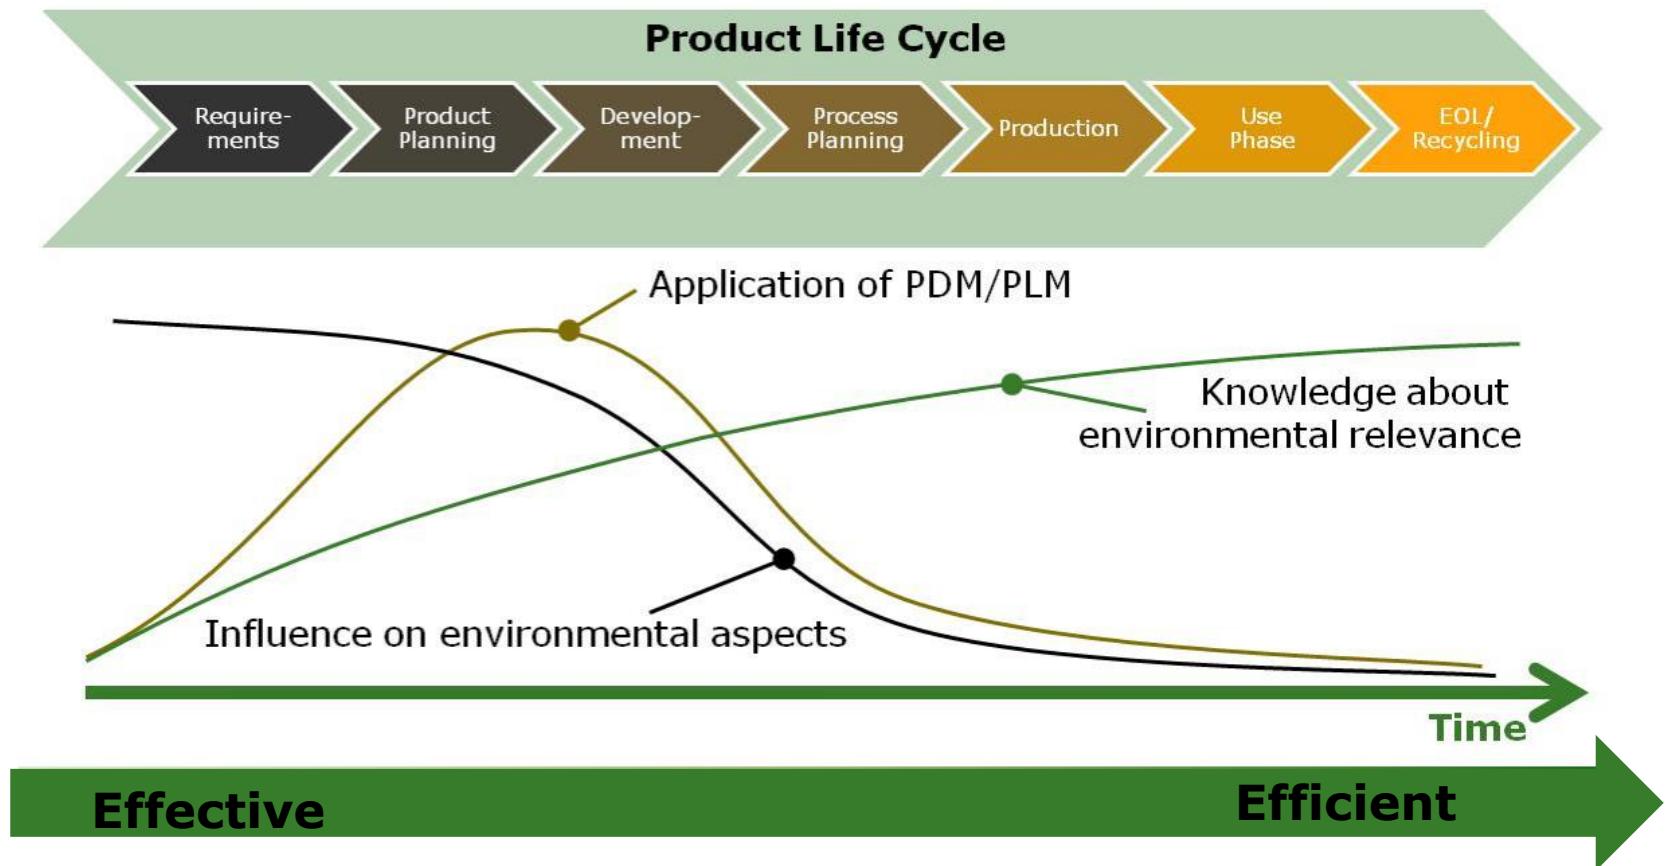 Product Life Cycle
Require-
ments
Product
Planning
Develop-
ment
Process
Planning
Production
Use
Phase
EOL/
Recycling
Application of PDM/PLM
Knowledge about
environmental relevance
Influence on environmental aspects
Time
Effective
Efficient